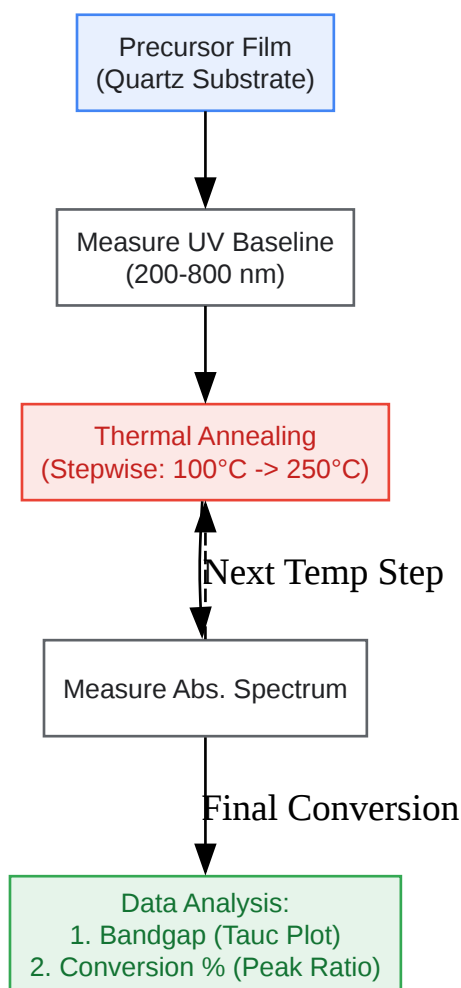 Precursor Film
(Quartz Substrate)
Measure UV Baseline
(200-800 nm)
Thermal Annealing
(Stepwise: 100°C -> 250°C)
Next Temp Step
Measure Abs. Spectrum
Final Conversion
Data Analysis:
1. Bandgap (Tauc Plot)
2. Conversion % (Peak Ratio)